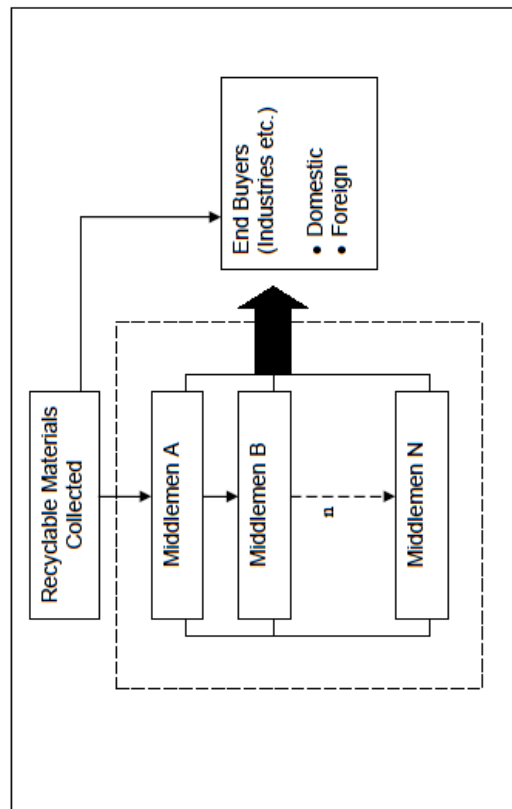 Recyclable Materials
Collected
Middlemen A
Middlemen B
n
Middlemen N
End Buyers
(Industries etc.)
• Domestic
• Foreign